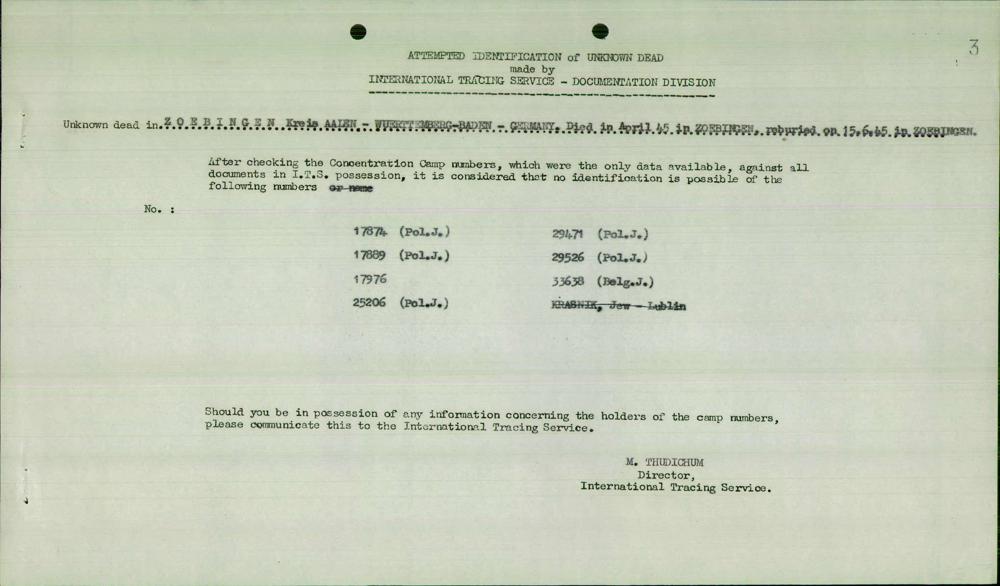 3
ATTEMPTED IDENTIFICATION of UNKNOWN DEAD
made by
INTERNATIONAL TRACING SERVICE - DOCUMENTATION DIVISION
Unknown dead in Z O E B I N G E N Kreis AALEN - WUERTTEMBERG-BADEN - GERMANY. Died in April 45 in ZOEBINGEN, reburied on 15.6.45 in ZOEBINGEN.
After checking the Concentration Camp numbers, which were the only data available, against all
documents in I.T.S. possession, it is considered that no identification is possible of the
following numbers or name
No. :
17874 (Pol.J.) 29471 (Pol.J.)
17889 (Pol.J.) 29526 (Pol.J.)
17976 33638 (Belg.J.)
25206 (Pol.J.) KRASNIK, Jew - Lublin
Should you be in possession of any information concerning the holders of the camp numbers,
please communicate this to the International Tracing Service.
M. THUDICHUM
Director,
International Tracing Service.